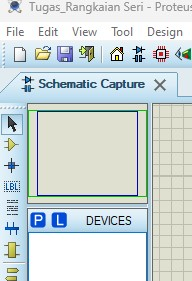 Tugas_Rangkaian Seri - Proteus
File Edit View Tool Design
Schematic Capture
LBL
P L DEVICES